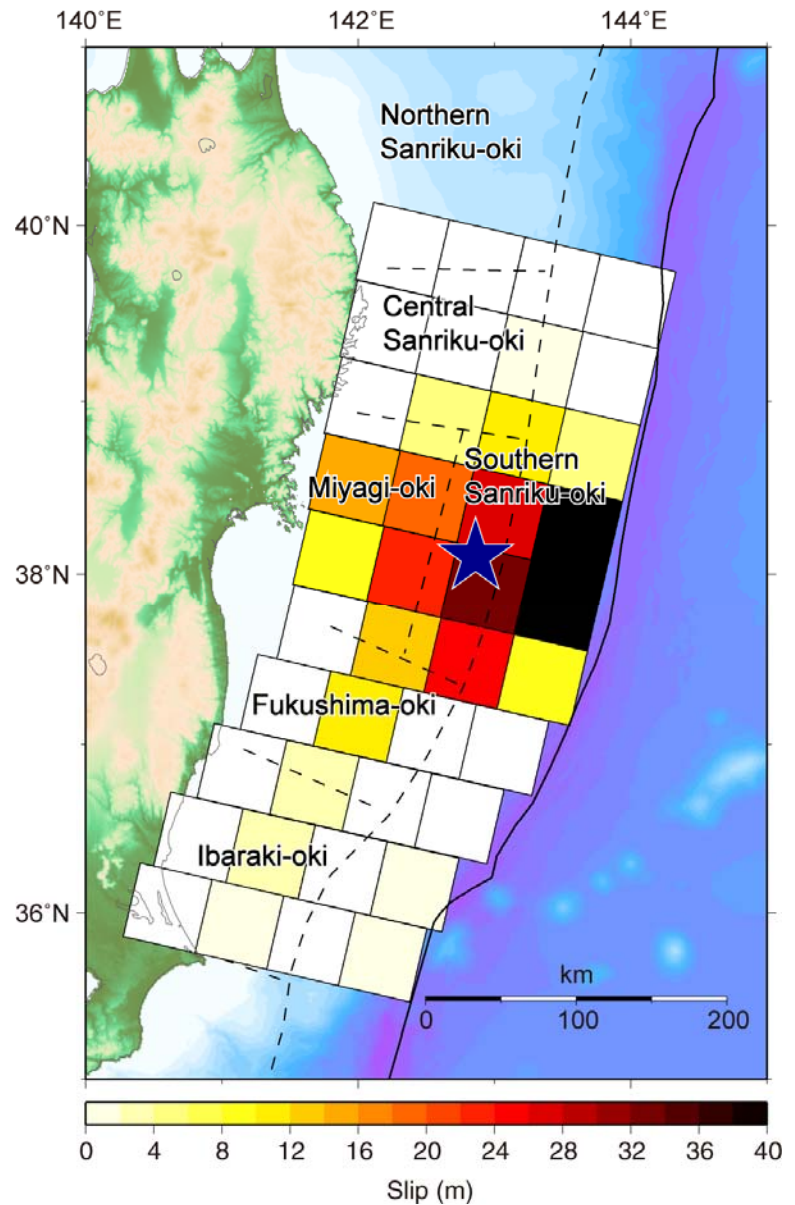 140˚E 142˚E 144˚E
Northern
Sanriku-oki
40˚N
Central
Sanriku-oki
Southern
Sanriku-oki
Miyagi-oki
38˚N
Fukushima-oki
Ibaraki-oki
36˚N
km
0 100 200
0 4 8 12 16 20 24 28 32 36 40
Slip (m)